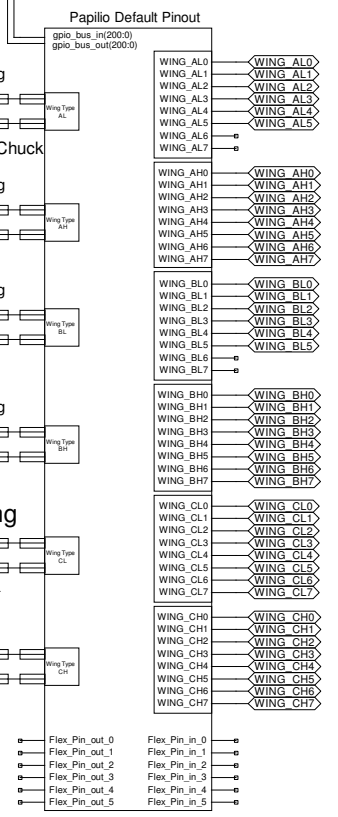 Papilio Default Pinout
gpio_bus_in(200:0)
gpio_bus_out(200:0)
WING_AL0 WING_AL0
WING_AL1 WING_AL1
WING_AL2 WING_AL2
WING_AL3 WING_AL3
WING_AL4 WING_AL4
WING_AL5 WING_AL5
WING_AL6
WING_AL7
g
Wing Type
AL
Chuck
WING_AH0 WING_AH0
WING_AH1 WING_AH1
WING_AH2 WING_AH2
WING_AH3 WING_AH3
WING_AH4 WING_AH4
WING_AH5 WING_AH5
WING_AH6 WING_AH6
WING_AH7 WING_AH7
g
Wing Type
AH
WING_BL0 WING_BL0
WING_BL1 WING_BL1
WING_BL2 WING_BL2
WING_BL3 WING_BL3
WING_BL4 WING_BL4
WING_BL5 WING_BL5
WING_BL6
WING_BL7
g
Wing Type
BL
WING_BH0 WING_BH0
WING_BH1 WING_BH1
WING_BH2 WING_BH2
WING_BH3 WING_BH3
WING_BH4 WING_BH4
WING_BH5 WING_BH5
WING_BH6 WING_BH6
WING_BH7 WING_BH7
g
Wing Type
BH
WING_CL0 WING_CL0
WING_CL1 WING_CL1
WING_CL2 WING_CL2
WING_CL3 WING_CL3
WING_CL4 WING_CL4
WING_CL5 WING_CL5
WING_CL6 WING_CL6
WING_CL7 WING_CL7
ng
Wing Type
CL
WING_CH0 WING_CH0
WING_CH1 WING_CH1
WING_CH2 WING_CH2
WING_CH3 WING_CH3
WING_CH4 WING_CH4
WING_CH5 WING_CH5
WING_CH6 WING_CH6
WING_CH7 WING_CH7
Wing Type
CH
Flex_Pin_out_0 Flex_Pin_in_0
Flex_Pin_out_1 Flex_Pin_in_1
Flex_Pin_out_2 Flex_Pin_in_2
Flex_Pin_out_3 Flex_Pin_in_3
Flex_Pin_out_4 Flex_Pin_in_4
Flex_Pin_out_5 Flex_Pin_in_5